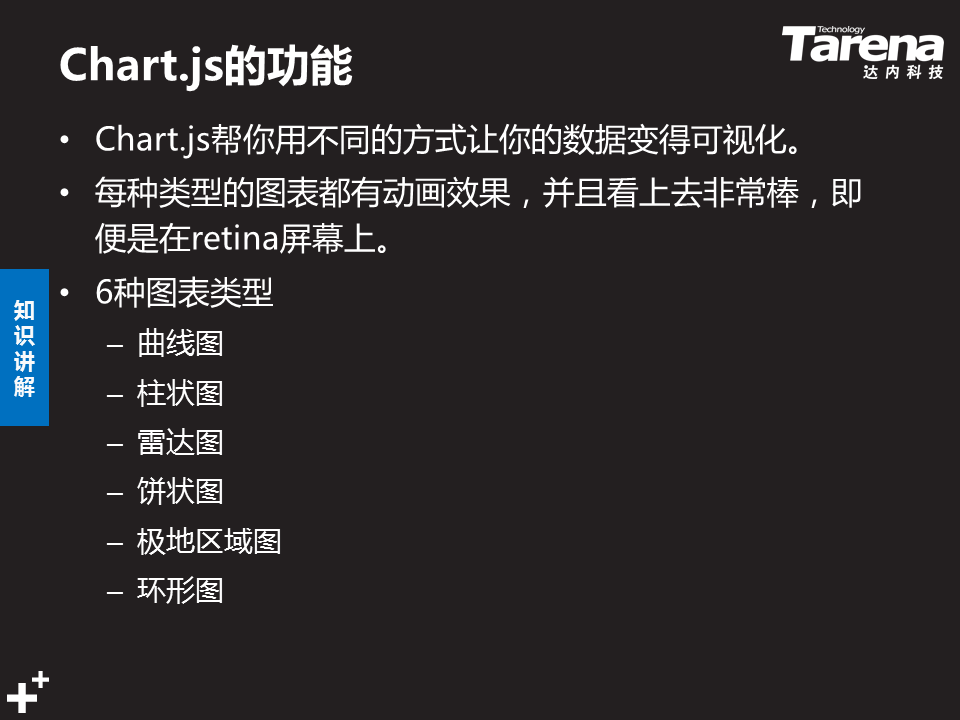 Chart.js的功能
Technology
Tarena
达内科技
• Chart.js帮你用不同的方式让你的数据变得可视化。
• 每种类型的图表都有动画效果，并且看上去非常棒，即
便是在retina屏幕上。
• 6种图表类型
– 曲线图
– 柱状图
– 雷达图
– 饼状图
– 极地区域图
– 环形图
知
识
讲
解